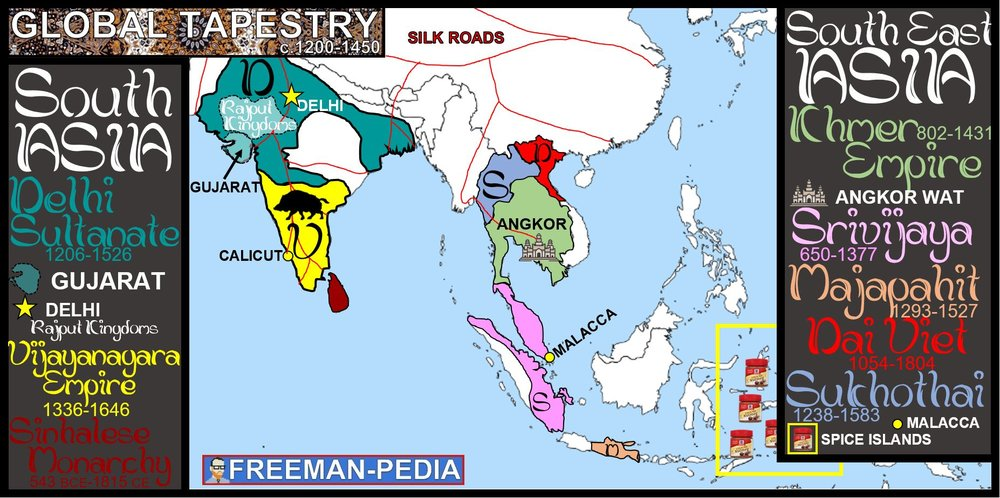 GLOBAL TAPESTRY
c 1200-1450
South
ASIA
Delhi
Sultanate
1206-1526
GUJARAT
DELHI
Rajput Kingdoms
Vijayanagara
Empire
1336-1646
Sinhalese
Monarchy
543 BCE-1815 CE
SILK ROADS
D
DELHI
Rajput
Kingdoms
GUJARAT
V
CALICUT
D
S
ANGKOR
MALACCA
S
M
FREEMAN-PEDIA
South East
ASIA
Khmer 802-1431
Empire
ANGKOR WAT
Srivijaya
650-1377
Majapahit
1293-1527
Dai Viet
1054-1804
Sukhothai
1238-1583
MALACCA
SPICE ISLANDS